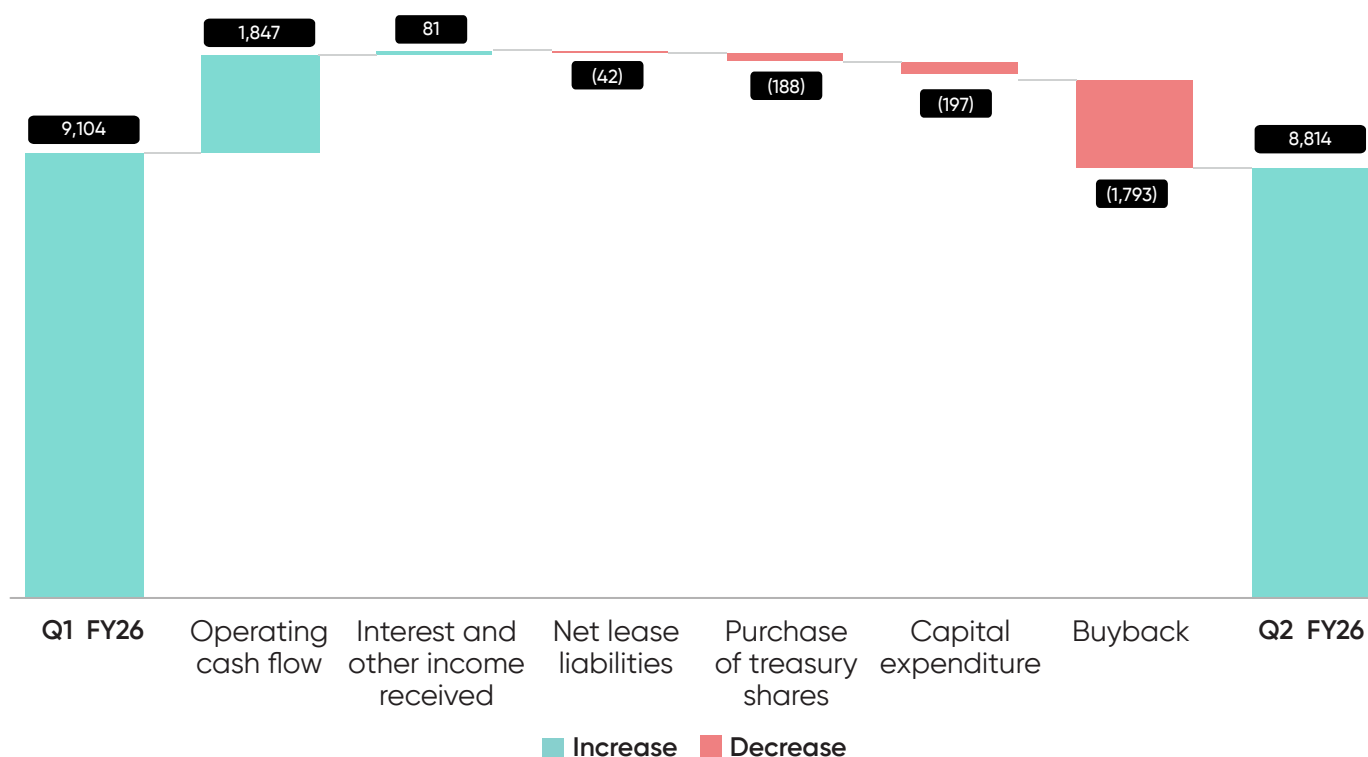 1,847
81
(42)
(188)
(197)
9,104
8,814
(1,793)
Q1 FY26
Operating
cash flow
Interest and
other income
received
Net lease
liabilities
Purchase
of treasury
shares
Capital
expenditure
Buyback
Q2 FY26
Increase
Decrease